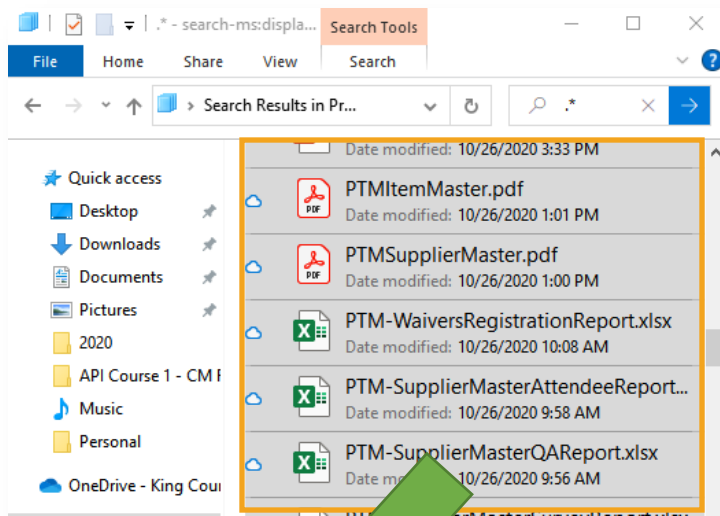 .* - search-ms:displa... Search Tools
File Home Share View Search
Search Results in Pr... .*
Date modified: 10/26/2020 3:33 PM
Quick access
Desktop
Downloads
Documents
Pictures
2020
API Course 1 - CM
Music
Personal
OneDrive - King Cou
PTMItemMaster.pdf
Date modified: 10/26/2020 1:01 PM
PTMSupplierMaster.pdf
Date modified: 10/26/2020 1:00 PM
PTM-WaiversRegistrationReport.xlsx
Date modified: 10/26/2020 10:08 AM
PTM-SupplierMasterAttendeeReport...
Date modified: 10/26/2020 9:58 AM
PTM-SupplierMasterQAReport.xlsx
Date 10/26/2020 9:56 AM